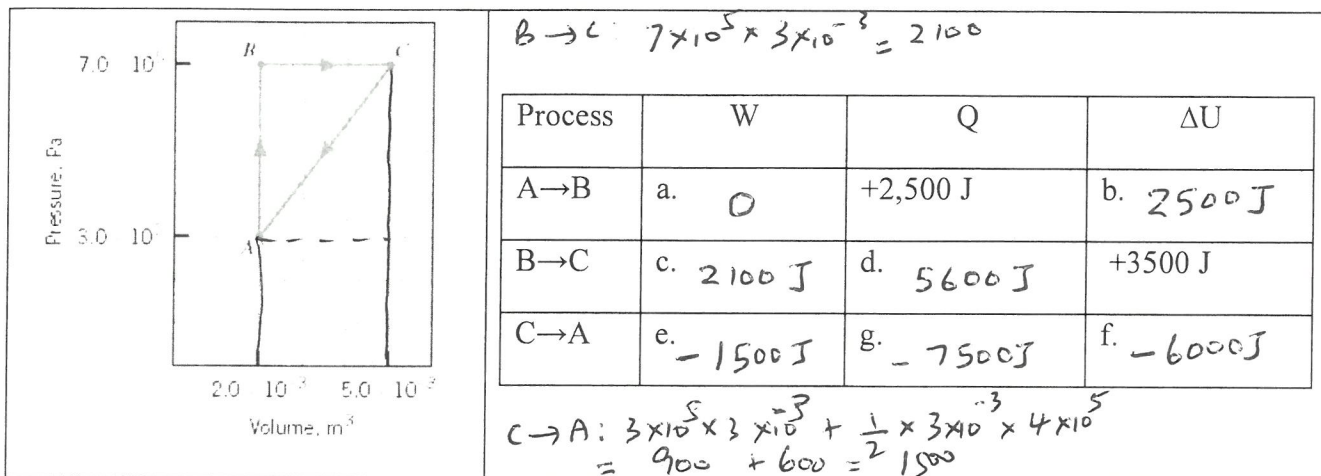 B→C 7×10⁵ × 3×10⁻³ = 2100
B C
7.0 10
Pressure, Pa
3.0 10
A
2.0 10⁻³ 5.0 10⁻³
Volume, m³
Process W Q ΔU
A→B a. 0 +2,500 J b. 2500 J
B→C c. 2100 J d. 5600 J +3500 J
C→A e. -1500 J g. -7500 J f. -6000 J
C→A: 3×10⁵ × 3×10⁻³ + 1/2 × 3×10⁻³ × 4×10⁵
= 900 + 600 = 1500